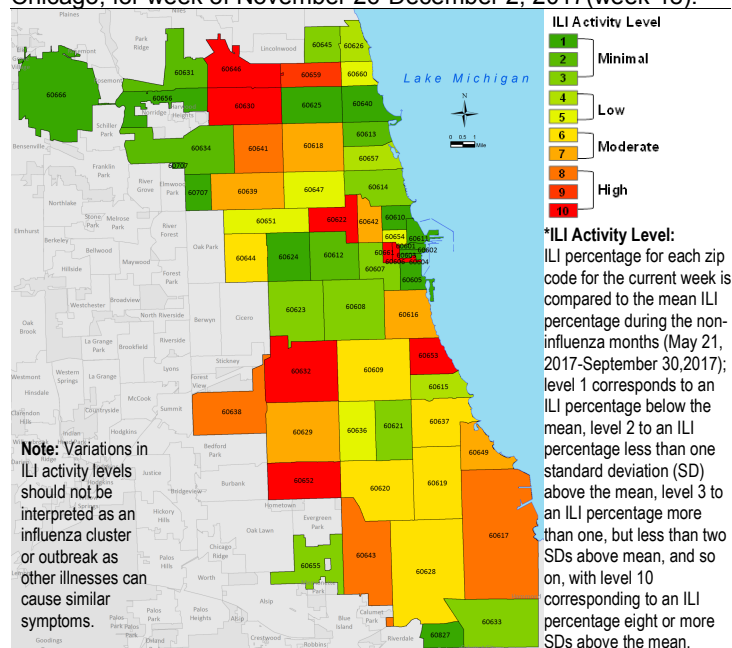 Chicago, for week of November 26-December 2, 2017(week 48).
ILI Activity Level
1
2
3
Minimal
4
5
Low
6
7
Moderate
8
9
10
High
*ILI Activity Level:
ILI percentage for each zip
code for the current week is
compared to the mean ILI
percentage during the non-
influenza months (May 21,
2017-September 30,2017);
level 1 corresponds to an
ILI percentage below the
mean, level 2 to an ILI
percentage less than one
standard deviation (SD)
above the mean, level 3 to
an ILI percentage more
than one, but less than two
SDs above mean, and so
on, with level 10
corresponding to an ILI
percentage eight or more
SDs above the mean.
Note: Variations in
ILI activity levels
should not be
interpreted as an
influenza cluster
or outbreak as
other illnesses can
cause similar
symptoms.
Lake Michigan
N
0 0.5 1
Mile
Plaines
Niles
Park
Ridge
Lincolnwood
60645
60626
60631
60646
60659
60660
60666
60656
Norridge
Heights
60630
60625
60640
Schiller
Park
Bensenville
60634
60641
60618
60613
60657
Franklin
Park
60707
60707
River
Grove
Elmwood
Park
60639
60647
60614
Northlake
Stone
Park
Melrose
Park
River
Forest
60651
60622
60642
60610
60654
60611
Elmhurst
Berkeley
Bellwood
Maywood
Oak Park
60644
60624
60612
60661
60601
60602
60604
60607
60605
Hillside
Forest
Park
Westchester
Broadview
North Riverside
Oak
Brook
Berwyn
Cicero
60623
60608
60616
La Grange
Park
Brookfield
Riverside
Stickney
60632
60609
60653
60615
Westmont
Western
Springs
La
Grange
Lyons
Forest
View
Hinsdale
McCook
Countryside
Summit
60638
Clarendon
Hills
Hodgkins
Bedford
Park
60629
60636
60621
60637
60649
Justice
Bridgeview
Burbank
60652
60620
60619
Hometown
Hickory
Hills
Oak Lawn
Evergreen
Park
60617
Palos
Hills
Chicago
Ridge
60655
60643
60628
Worth
Palos
Park
Palos
Heights
Alsip
Blue
Island
Calumet
Park
60633
60827
Goodings
Crestwood
Robbins
Riverdale